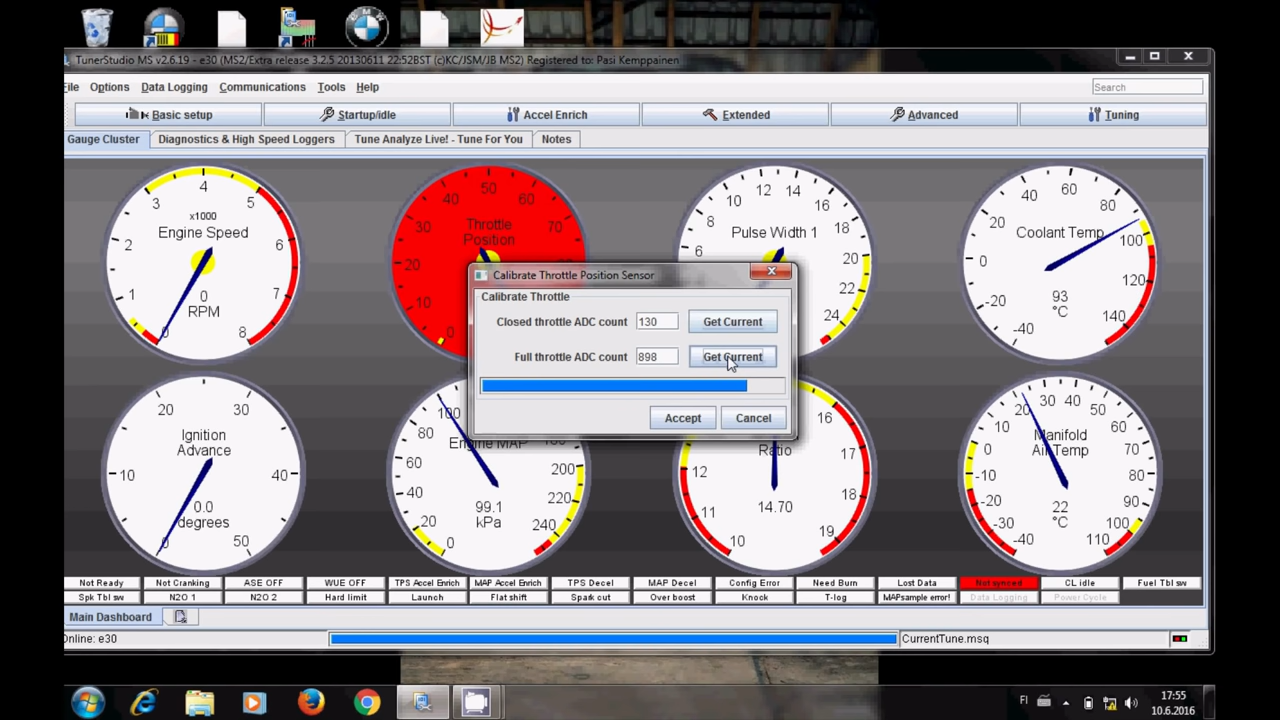 TunerStudio MS v2.6.19 - e30 (MS2/Extra release 3.2.5 20130611 22:52BST (c)KC/JSM/JB MS2) Registered to: Pasi Kemppainen
File Options Data Logging Communications Tools Help Search
Basic setup Startup/idle Accel Enrich Extended Advanced Tuning
Gauge Cluster Diagnostics & High Speed Loggers Tune Analyze Live! - Tune For You Notes
0 1 2 3 4 5 6 7 8
x1000
Engine Speed
0
RPM
0 10 20 30 40 50 60 70
Throttle
Position
6 8 10 12 14 16 18 20 22 24
Pulse Width 1
-40 -20 0 20 40 60 80 100 120 140
Coolant Temp
93
°C
Calibrate Throttle Position Sensor
Calibrate Throttle
Closed throttle ADC count 130 Get Current
Full throttle ADC count 898 Get Current
Accept Cancel
0 10 20 30 40 50
Ignition
Advance
0.0
degrees
0 20 40 60 80 100 200 220 240
Engine MAP
99.1
kPa
10 11 12 16 17 18 19
Ratio
14.70
-40 -30 -20 -10 0 10 20 30 40 50 60 70 80 90 100 110
Manifold
Air Temp
22
°C
Not Ready Not Cranking ASE OFF WUE OFF TPS Accel Enrich MAP Accel Enrich TPS Decel MAP Decel Config Error Need Burn Lost Data Not synced CL idle Fuel Tbl sw
Spk Tbl sw N2O 1 N2O 2 Hard limit Launch Flat shift Spark cut Over boost Knock T-log MAPsample error! Data Logging Power Cycle
Main Dashboard
Online: e30 CurrentTune.msq
FI 17:55
10.6.2016